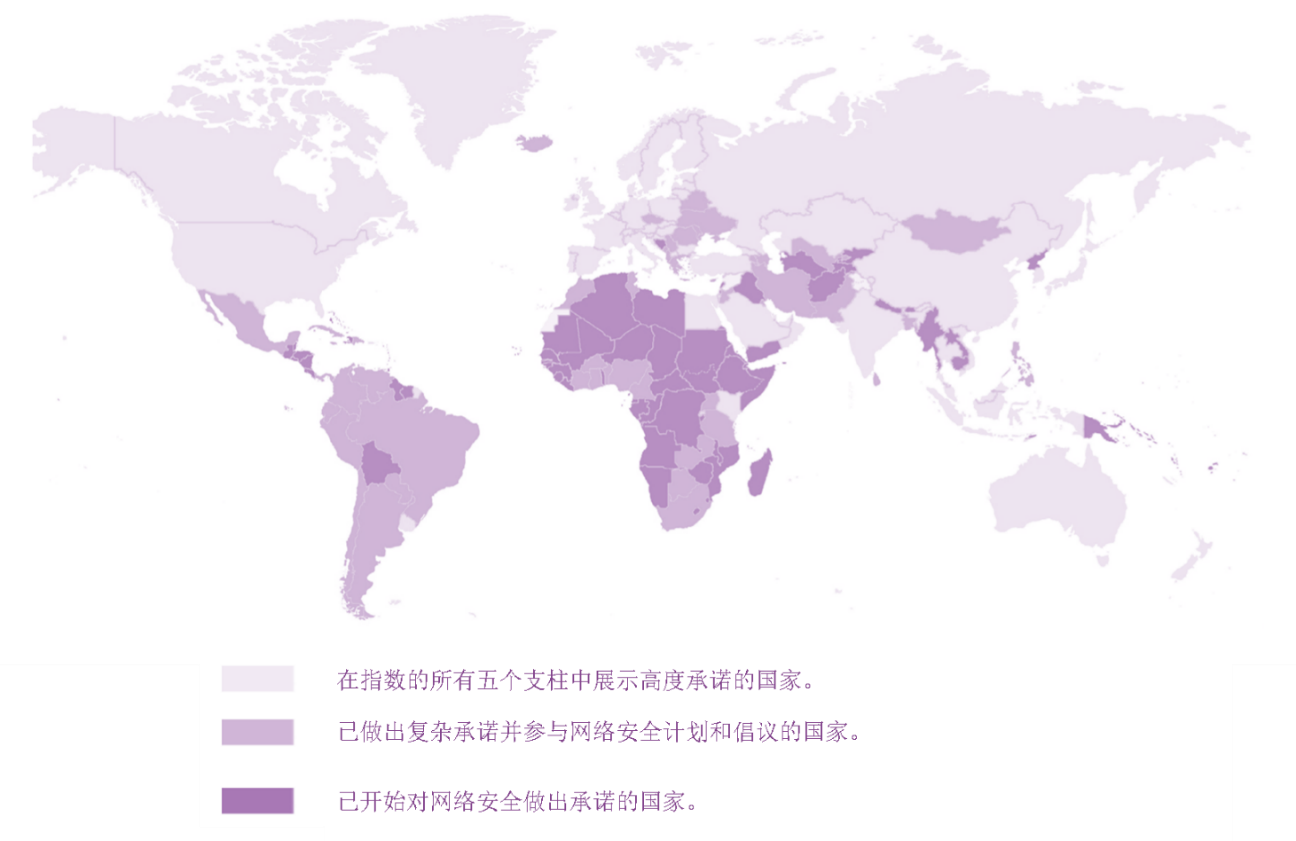 在指数的所有五个支柱中展示高度承诺的国家。
已做出复杂承诺并参与网络安全计划和倡议的国家。
已开始对网络安全做出承诺的国家。